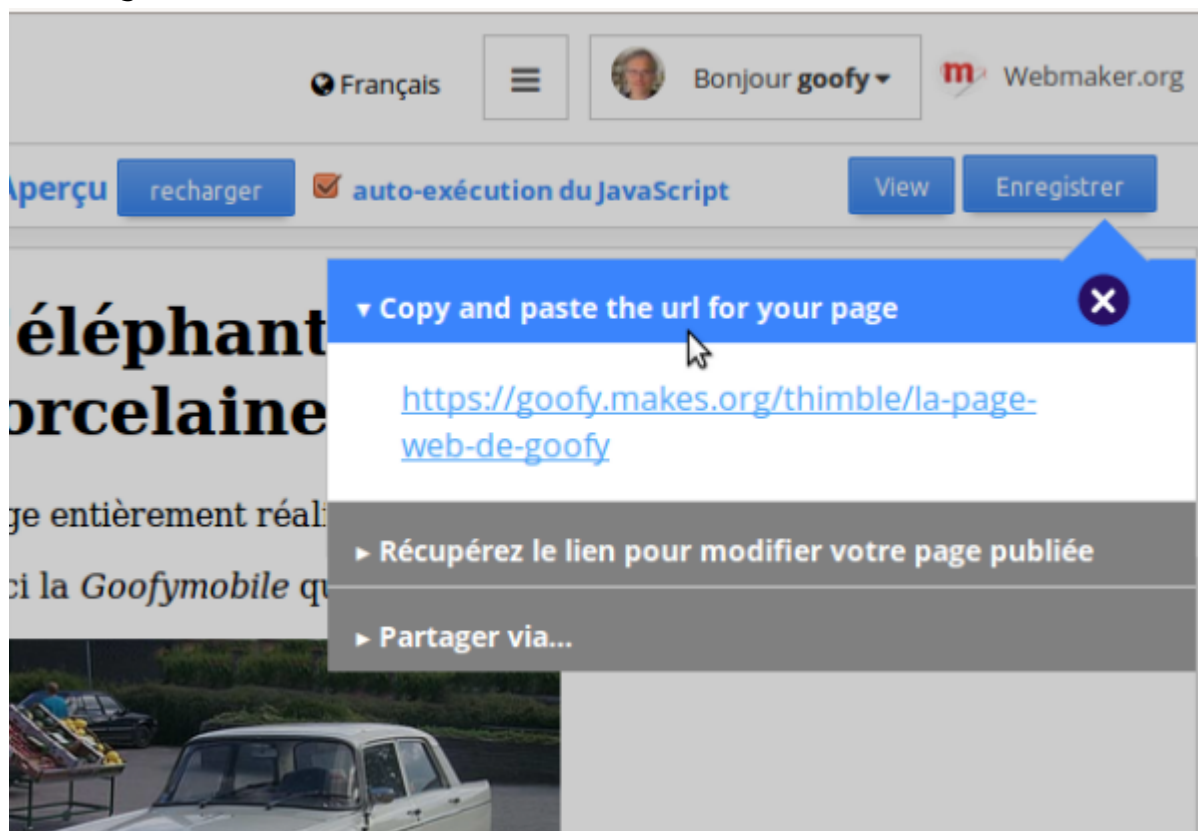 Français
Bonjour goofy
Webmaker.org
Aperçu recharger auto-exécution du JavaScript View Enregistrer
Copy and paste the url for your page
https://goofy.makes.org/thimble/la-page-
web-de-goofy
éléphant
orcelaine
ge entièrement réali
Récupérez le lien pour modifier votre page publiée
ci la Goofymobile qu
Partager via...